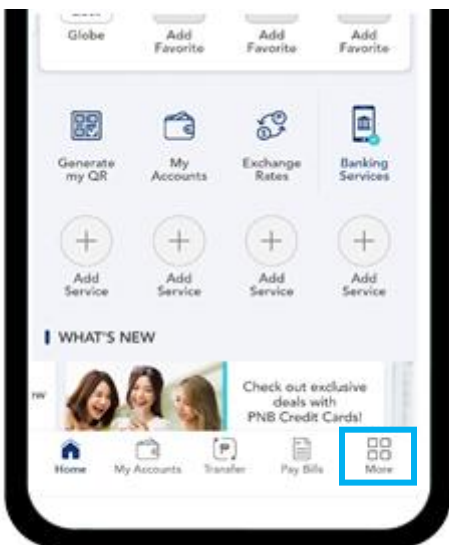 Globe
Add
Favorite
Add
Favorite
Add
Favorite
Generate
my QR
My
Accounts
Exchange
Rates
Banking
Services
Add
Service
Add
Service
Add
Service
Add
Service
WHAT'S NEW
Check out exclusive
deals with
PNB Credit Cards!
Home
My Accounts
Transfer
Pay Bills
More